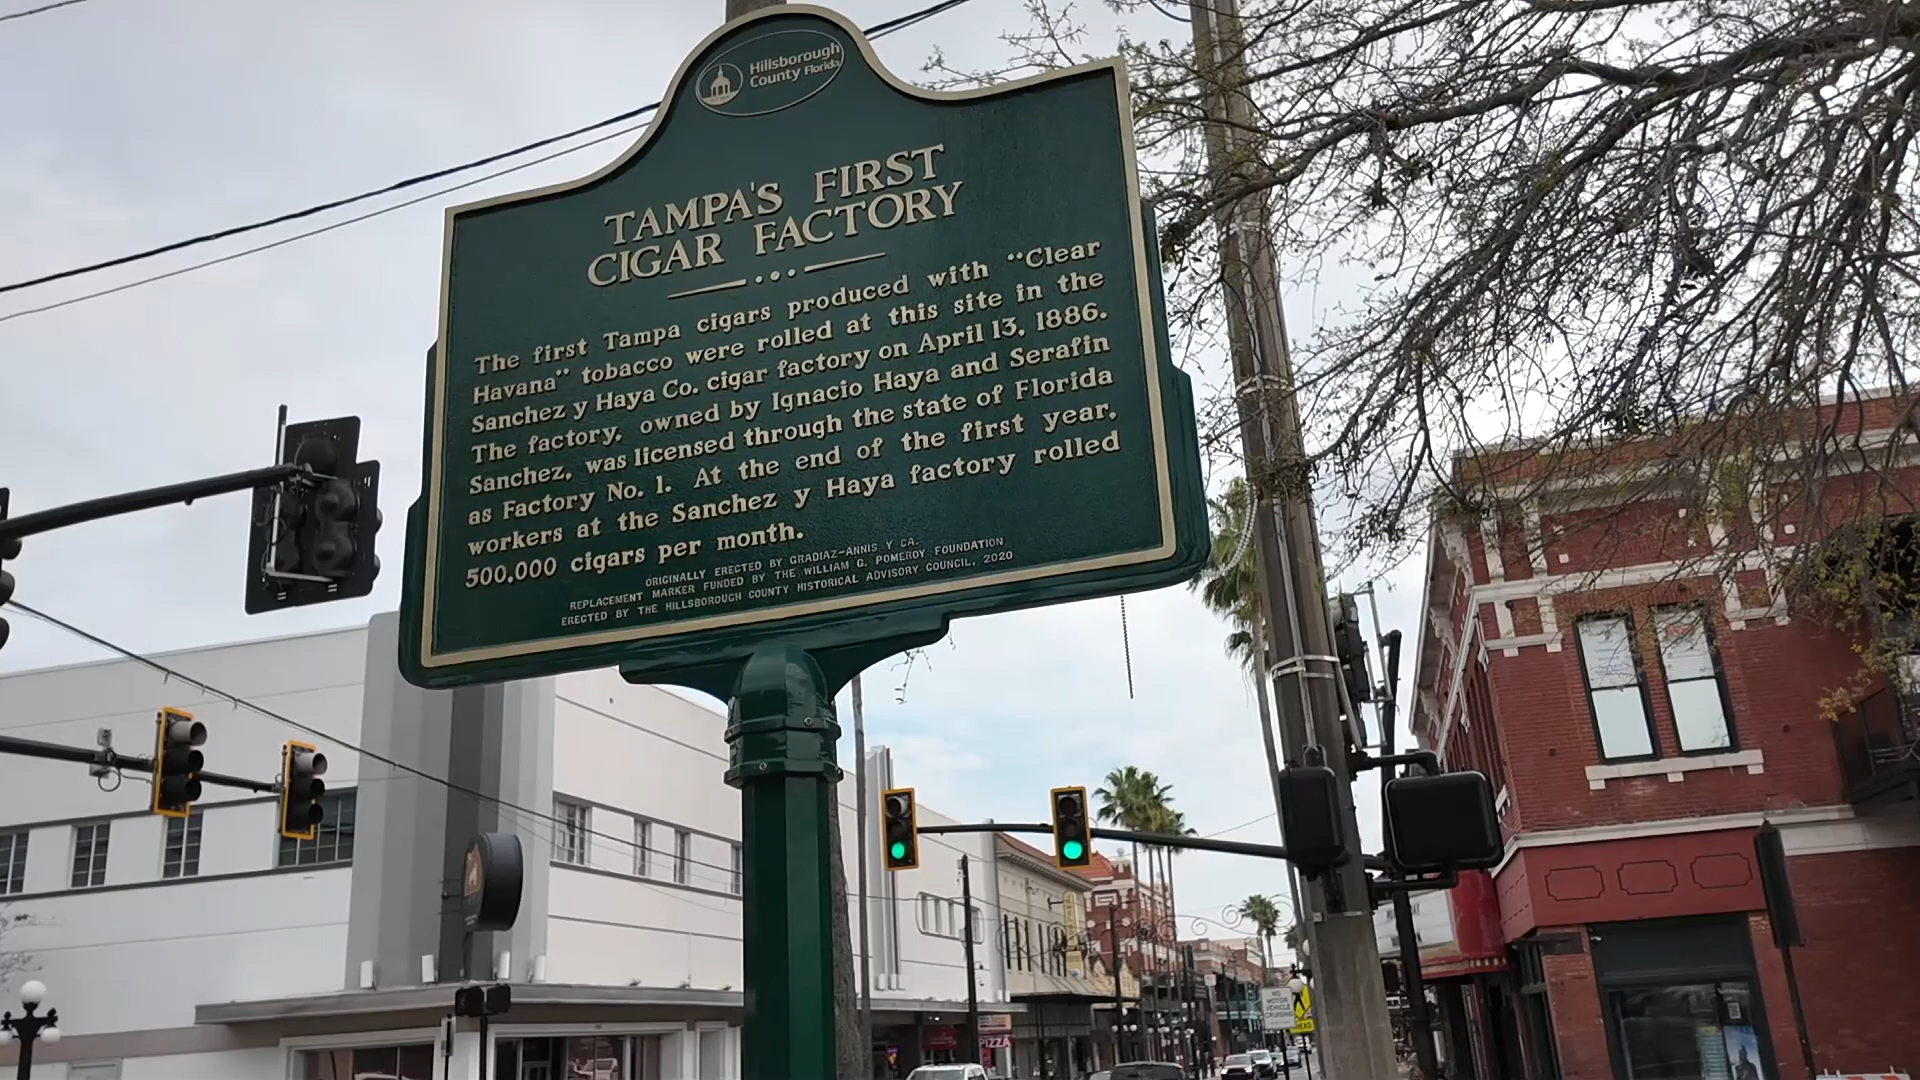 Hillsborough
County Florida
TAMPA'S FIRST
CIGAR FACTORY
The first Tampa cigars produced with "Clear
Havana" tobacco were rolled at this site in the
Sanchez y Haya Co. cigar factory on April 13, 1886.
The factory, owned by Ignacio Haya and Serafin
Sanchez, was licensed through the state of Florida
as Factory No. 1. At the end of the first year,
workers at the Sanchez y Haya factory rolled
500,000 cigars per month.
ORIGINALLY ERECTED BY GRADIAZ-ANNIS Y CA.
REPLACEMENT MARKER FUNDED BY THE WILLIAM G. POMEROY FOUNDATION
ERECTED BY THE HILLSBOROUGH COUNTY HISTORICAL ADVISORY COUNCIL, 2020
NO
MOTOR
VEHICLE
CRUISING
AHEAD
PIZZA